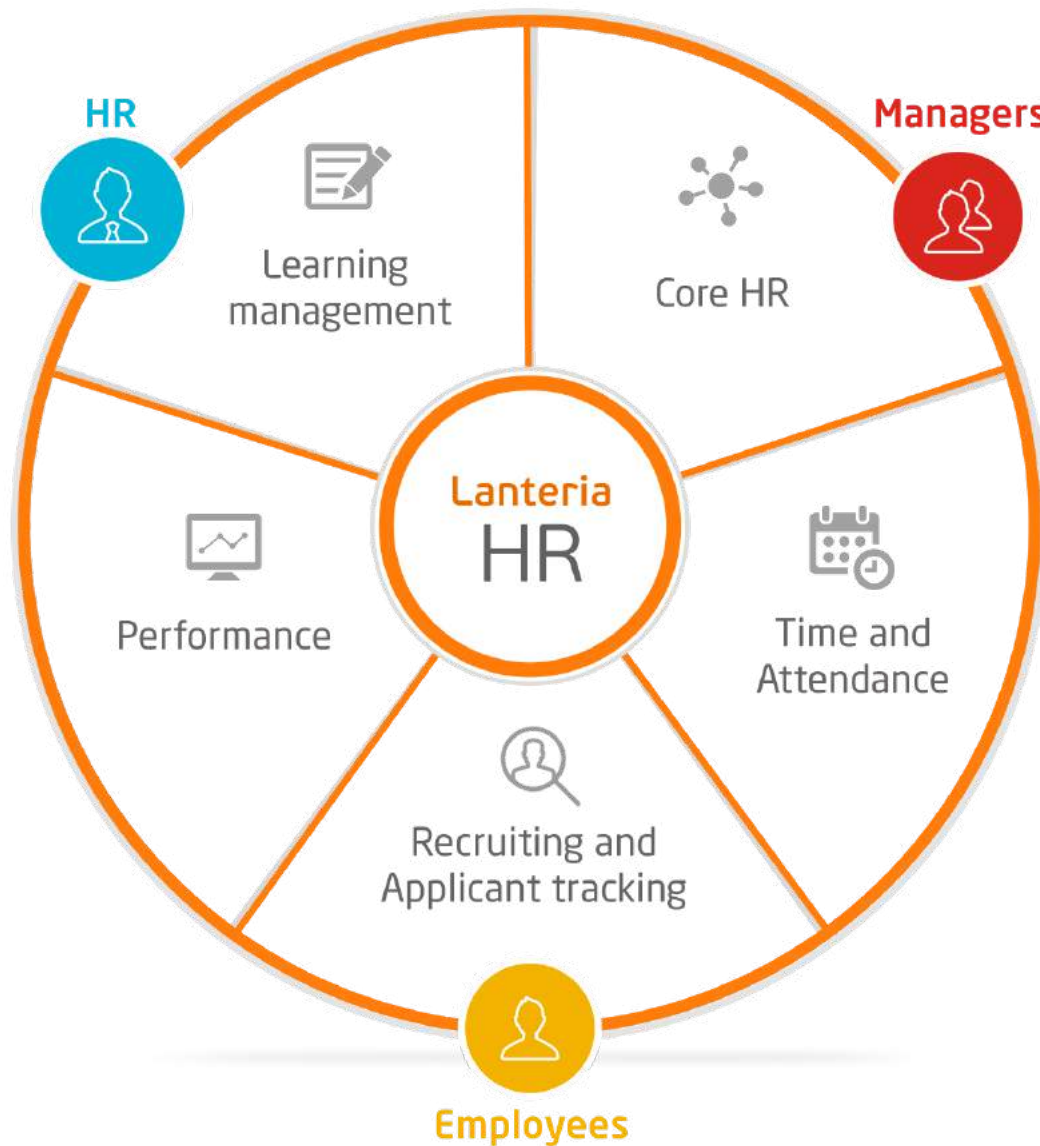 HR
Managers
Learning
management
Core HR
Lanteria
HR
Performance
Time and
Attendance
Recruiting and
Applicant tracking
Employees